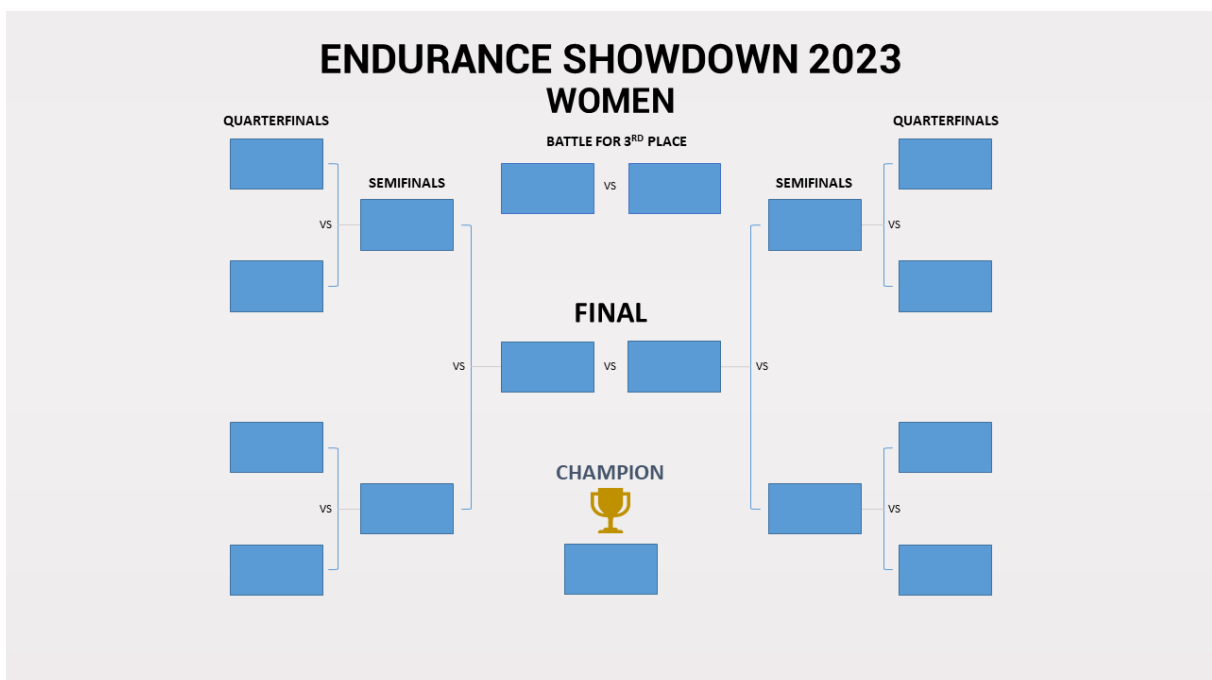 ENDURANCE SHOWDOWN 2023
WOMEN
QUARTERFINALS
QUARTERFINALS
BATTLE FOR 3RD PLACE
SEMIFINALS
VS
SEMIFINALS
VS
VS
FINAL
VS
VS
VS
CHAMPION
VS
VS